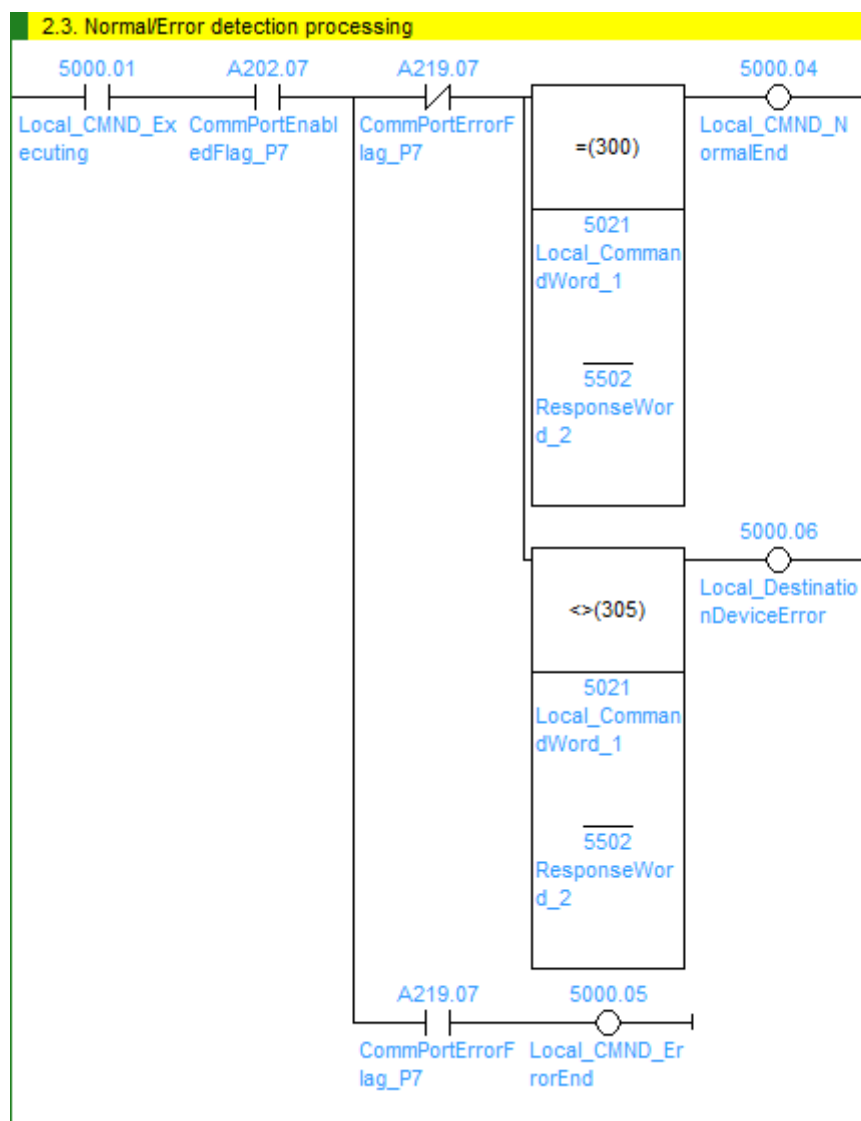 2.3. Normal/Error detection processing
5000.01
A202.07
A219.07
5000.04
Local_CMND_Ex
ecuting
CommPortEnabl
edFlag_P7
CommPortErrorF
lag_P7
=(300)
Local_CMND_N
ormalEnd
5021
Local_Comman
dWord_1
5502
ResponseWor
d_2
5000.06
<>(305)
Local_Destinatio
nDeviceError
5021
Local_Comman
dWord_1
5502
ResponseWor
d_2
A219.07
5000.05
CommPortErrorF
lag_P7
Local_CMND_Er
rorEnd